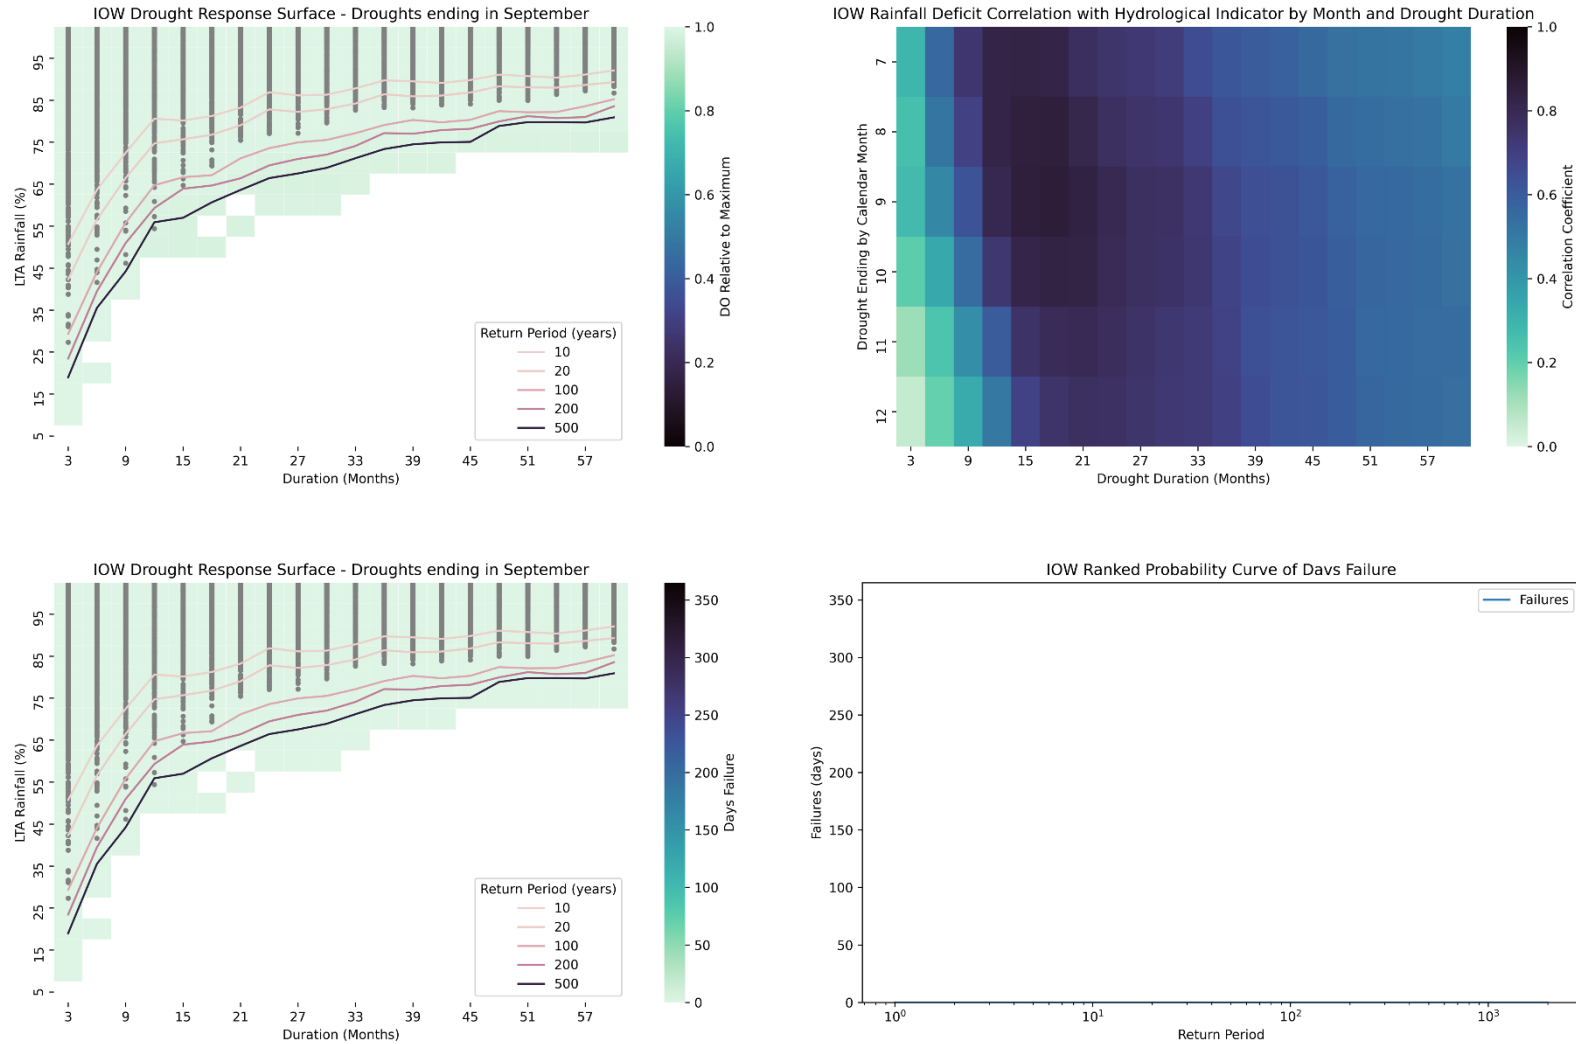 IOW Drought Response Surface - Droughts ending in September
LTA Rainfall (%)
95
85
75
65
55
45
35
25
15
5
3 9 15 21 27 33 39 45 51 57
Duration (Months)
Return Period (years)
10
20
100
200
500
1.0
0.8
0.6
0.4
0.2
0.0
DO Relative to Maximum
IOW Rainfall Deficit Correlation with Hydrological Indicator by Month and Drought Duration
Drought Ending by Calendar Month
7
8
9
10
11
12
3 9 15 21 27 33 39 45 51 57
Drought Duration (Months)
1.0
0.8
0.6
0.4
0.2
0.0
Correlation Coefficient
IOW Drought Response Surface - Droughts ending in September
LTA Rainfall (%)
95
85
75
65
55
45
35
25
15
5
3 9 15 21 27 33 39 45 51 57
Duration (Months)
Return Period (years)
10
20
100
200
500
350
300
250
200
150
100
50
0
Days Failure
IOW Ranked Probability Curve of Days Failure
Failures (days)
350
300
250
200
150
100
50
0
10⁰ 10¹ 10² 10³
Return Period
Failures